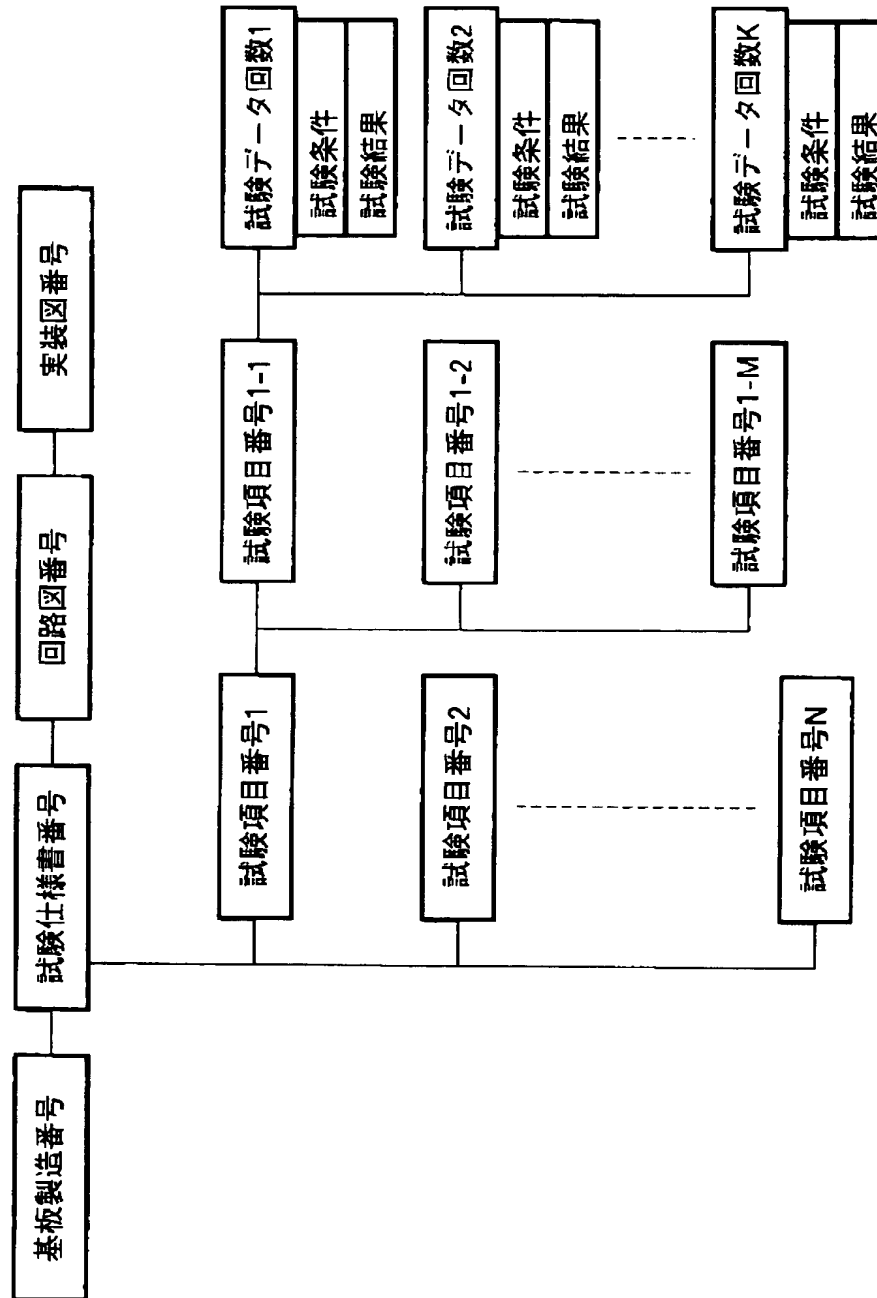 基板製造番号
試験仕様書番号
回路図番号
実装図番号
試験項目番号1
試験項目番号1-1
試験データ回数1
試験条件
試験結果
試験項目番号2
試験項目番号1-2
試験データ回数2
試験条件
試験結果
試験項目番号N
試験項目番号1-M
試験データ回数K
試験条件
試験結果